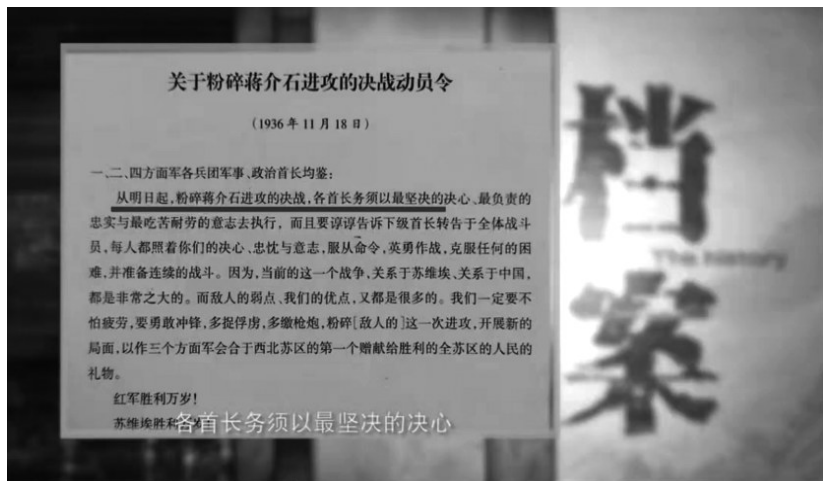 关于粉碎蒋介石进攻的决战动员令
(1936年11月18日)
一、二、四方面军各兵团军事、政治首长均鉴:
从明日起,粉碎蒋介石进攻的决战,各首长务须以最坚决的决心、最负责的
忠实与最吃苦耐劳的意志去执行,而且要谆谆告诉下级首长转告于全体战斗
员,每人都照着你们的决心、忠忱与意志,服从命令,英勇作战,克服任何的困
难,并准备连续的战斗。因为,当前的这一个战争,关系于苏维埃、关系于中国,
都是非常之大的。而敌人的弱点、我们的优点,又都是很多的。我们一定要不
怕疲劳,要勇敢冲锋,多捉俘虏,多缴枪炮,粉碎[敌人的]这一次进攻,开展新的
局面,以作三个方面军会合于西北苏区的第一个赠献给胜利的全苏区的人民的
礼物。
红军胜利万岁!
苏维埃胜利
各首长务须以最坚决的决心
档案
The history